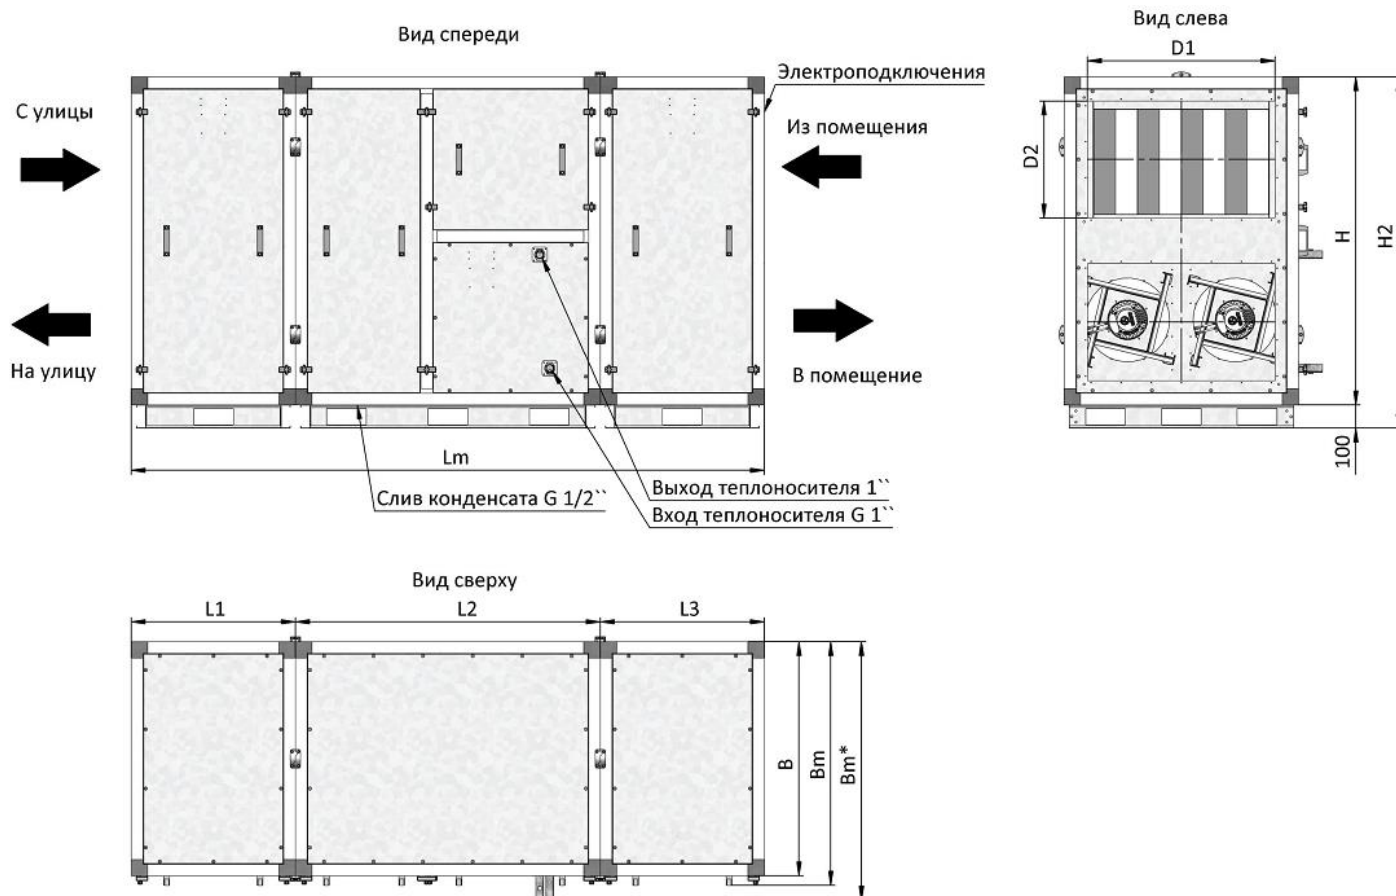 Вид спереди
Вид слева
D1
Электроподключения
С улицы
Из помещения
D2
H
H2
На улицу
В помещение
100
Lm
Слив конденсата G 1/2``
Выход теплоносителя 1``
Вход теплоносителя G 1``
Вид сверху
L1
L2
L3
B
Bm
Bm*